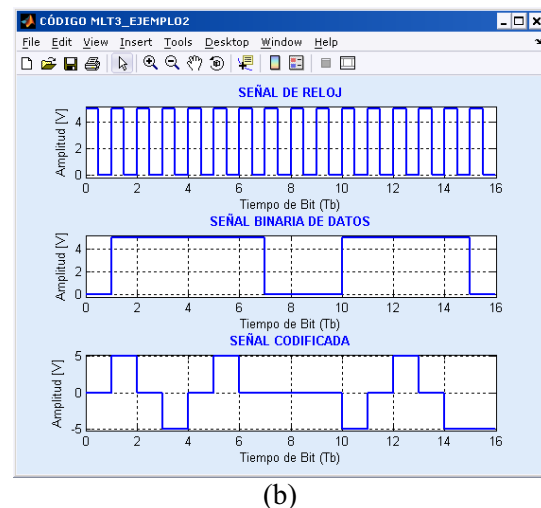 CÓDIGO MLT3_EJEMPLO2
File Edit View Insert Tools Desktop Window Help
SEÑAL DE RELOJ
Amplitud [V]
4
2
0
0 2 4 6 8 10 12 14 16
Tiempo de Bit (Tb)
SEÑAL BINARIA DE DATOS
Amplitud [V]
4
2
0
0 2 4 6 8 10 12 14 16
Tiempo de Bit (Tb)
SEÑAL CODIFICADA
Amplitud [V]
5
0
-5
0 2 4 6 8 10 12 14 16
Tiempo de Bit (Tb)
(b)